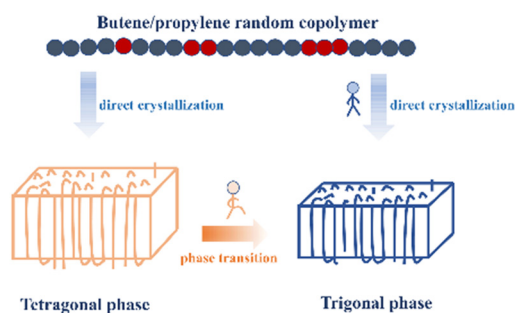 Butene/propylene random copolymer
direct crystallization
direct crystallization
phase transition
Tetragonal phase
Trigonal phase